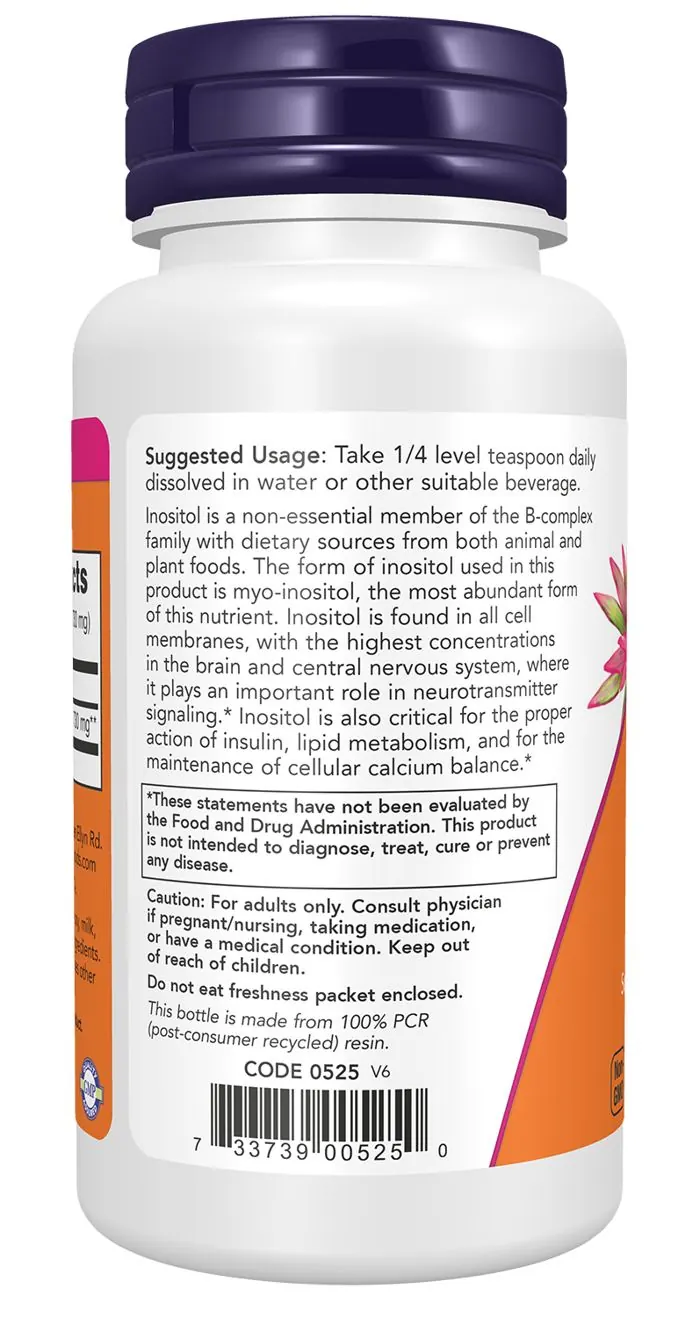 Suggested Usage: Take 1/4 level teaspoon daily
dissolved in water or other suitable beverage.
Inositol is a non-essential member of the B-complex
family with dietary sources from both animal and
plant foods. The form of inositol used in this
product is myo-inositol, the most abundant form
of this nutrient. Inositol is found in all cell
membranes, with the highest concentrations
in the brain and central nervous system, where
it plays an important role in neurotransmitter
signaling.* Inositol is also critical for the proper
action of insulin, lipid metabolism, and for the
maintenance of cellular calcium balance.*
*These statements have not been evaluated by
the Food and Drug Administration. This product
is not intended to diagnose, treat, cure or prevent
any disease.
Caution: For adults only. Consult physician
if pregnant/nursing, taking medication,
or have a medical condition. Keep out
of reach of children.
Do not eat freshness packet enclosed.
This bottle is made from 100% PCR
(post-consumer recycled) resin.
CODE 0525 V6
7 33739 00525 0
mg)
mg**
Rd.
milk,
other
GMP
Non-
GMO